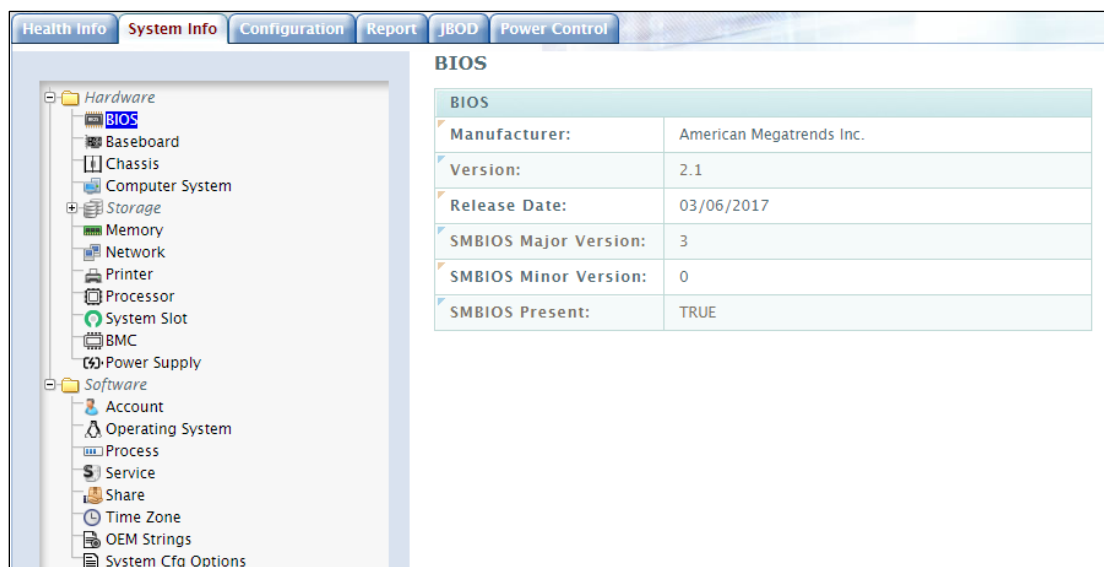 Health Info System Info Configuration Report JBOD Power Control
Hardware
BIOS
Baseboard
Chassis
Computer System
Storage
Memory
Network
Printer
Processor
System Slot
BMC
Power Supply
Software
Account
Operating System
Process
Service
Share
Time Zone
OEM Strings
System Cfg Options
BIOS
BIOS
Manufacturer: American Megatrends Inc.
Version: 2.1
Release Date: 03/06/2017
SMBIOS Major Version: 3
SMBIOS Minor Version: 0
SMBIOS Present: TRUE